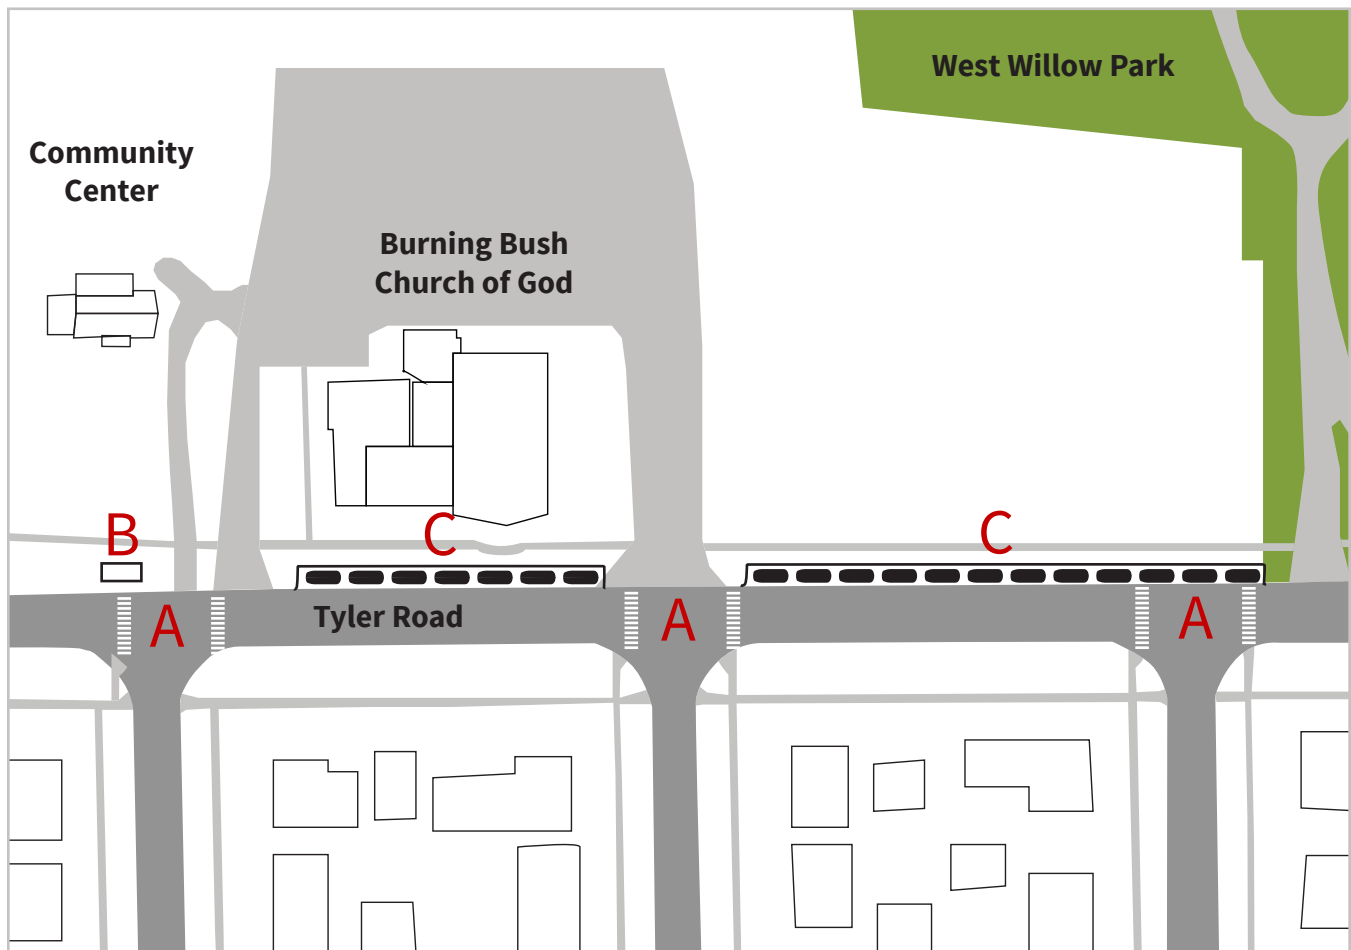 West Willow Park
Community
Center
Burning Bush
Church of God
B
C
C
Tyler Road
A
A
A